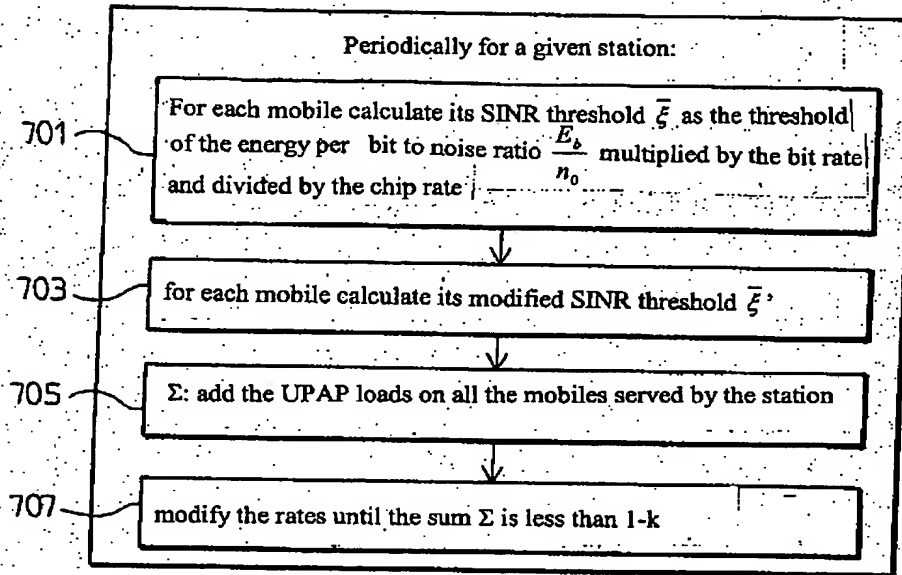 Periodically for a given station:
701
For each mobile calculate its SINR threshold ξ̅ as the threshold
of the energy per bit to noise ratio E_b/n_0 multiplied by the bit rate
and divided by the chip rate
703
for each mobile calculate its modified SINR threshold ξ̅'
705
Σ: add the UPAP loads on all the mobiles served by the station
707
modify the rates until the sum Σ is less than 1-k